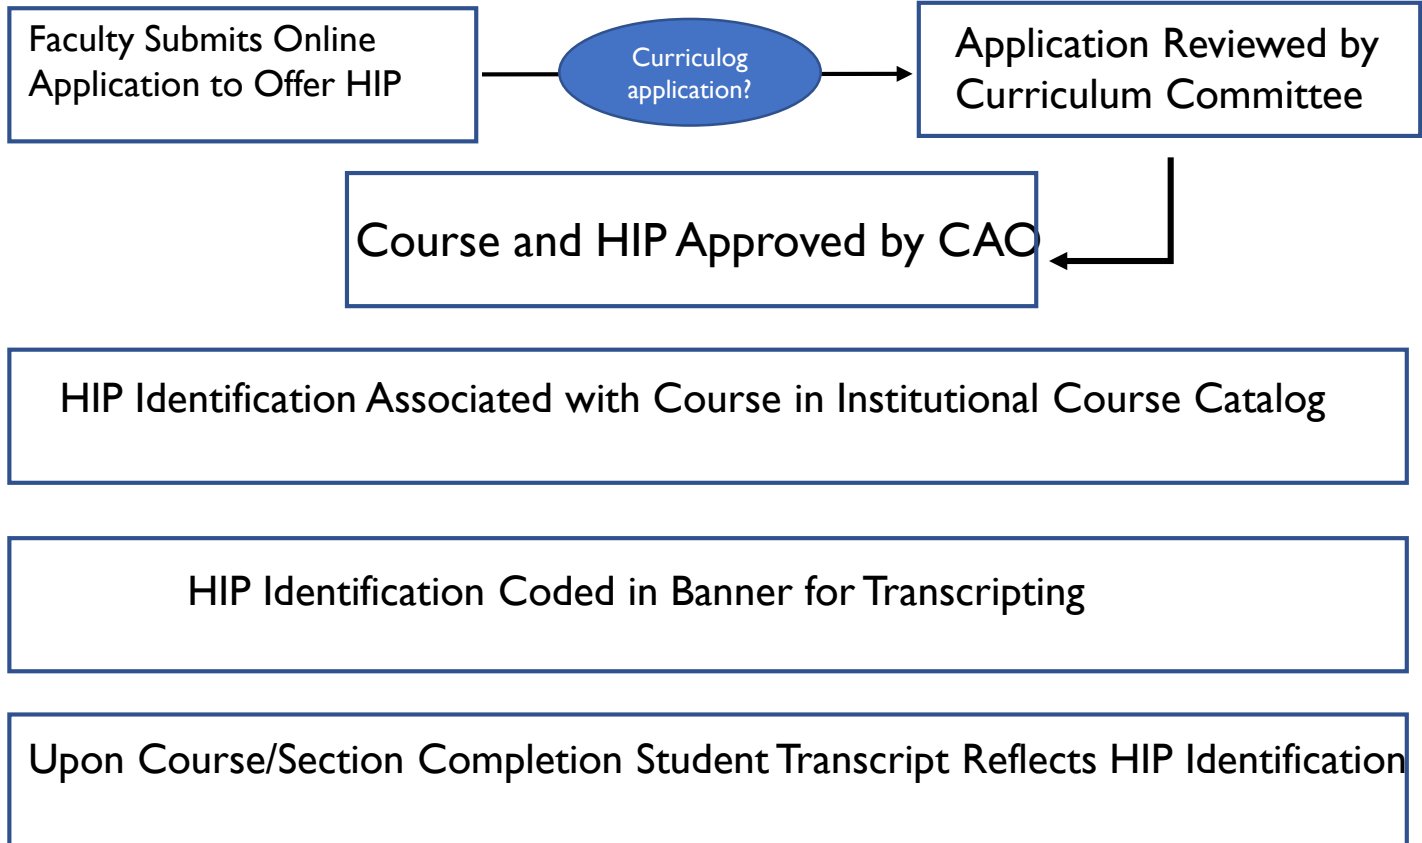 Faculty Submits Online
Application to Offer HIP
Curriculog
application?
Application Reviewed by
Curriculum Committee
Course and HIP Approved by CAO
HIP Identification Associated with Course in Institutional Course Catalog
HIP Identification Coded in Banner for Transcripting
Upon Course/Section Completion Student Transcript Reflects HIP Identification